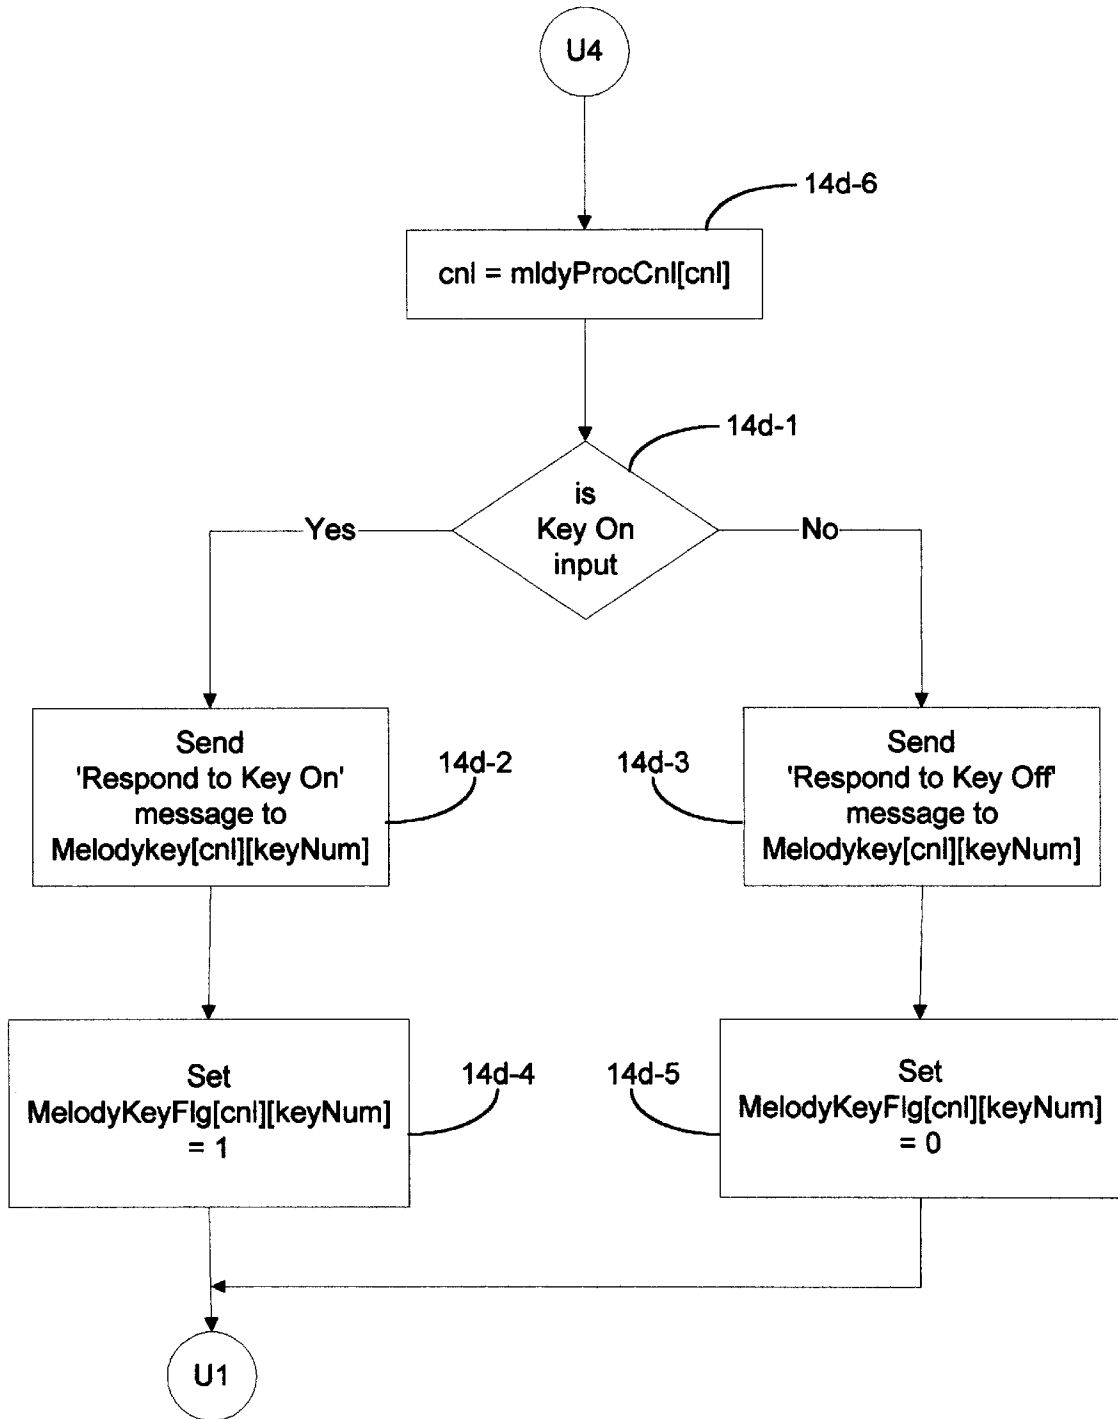 U4
14d-6
cnl = mldyProcCnl[cnl]
14d-1
is
Key On
input
Yes
No
Send
'Respond to Key On'
message to
Melodykey[cnl][keyNum]
14d-2
14d-3
Send
'Respond to Key Off'
message to
Melodykey[cnl][keyNum]
Set
MelodyKeyFlg[cnl][keyNum]
= 1
14d-4
14d-5
Set
MelodyKeyFlg[cnl][keyNum]
= 0
U1